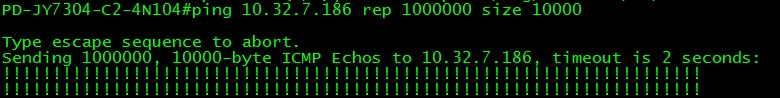 PD-JY7304-C2-4N104#ping 10.32.7.186 rep 1000000 size 10000
Type escape sequence to abort.
Sending 1000000, 10000-byte ICMP Echos to 10.32.7.186, timeout is 2 seconds:
!!!!!!!!!!!!!!!!!!!!!!!!!!!!!!!!!!!!!!!!!!!!!!!!!!!!!!!!!!!!!!!!!!!!!!
!!!!!!!!!!!!!!!!!!!!!!!!!!!!!!!!!!!!!!!!!!!!!!!!!!!!!!!!!!!!!!!!!!!!!!